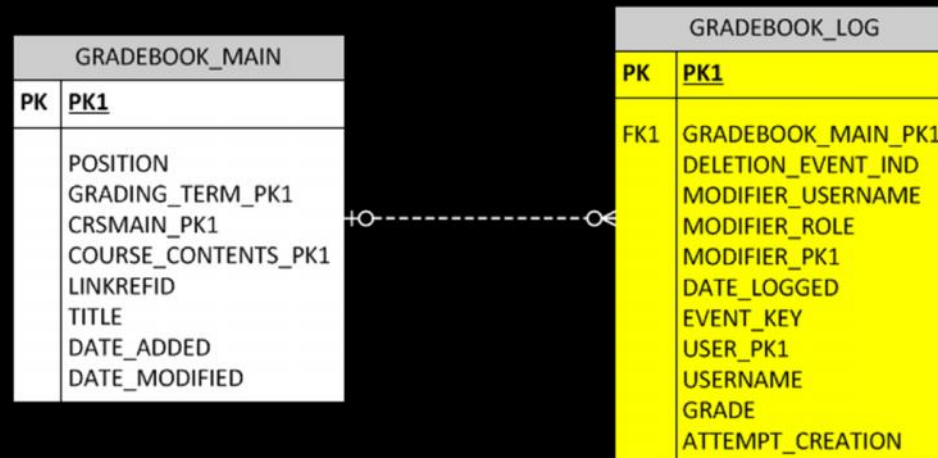 GRADEBOOK_MAIN
PK PK1
POSITION
GRADING_TERM_PK1
CRSMAIN_PK1
COURSE_CONTENTS_PK1
LINKREFID
TITLE
DATE_ADDED
DATE_MODIFIED
GRADEBOOK_LOG
PK PK1
FK1 GRADEBOOK_MAIN_PK1
DELETION_EVENT_IND
MODIFIER_USERNAME
MODIFIER_ROLE
MODIFIER_PK1
DATE_LOGGED
EVENT_KEY
USER_PK1
USERNAME
GRADE
ATTEMPT_CREATION